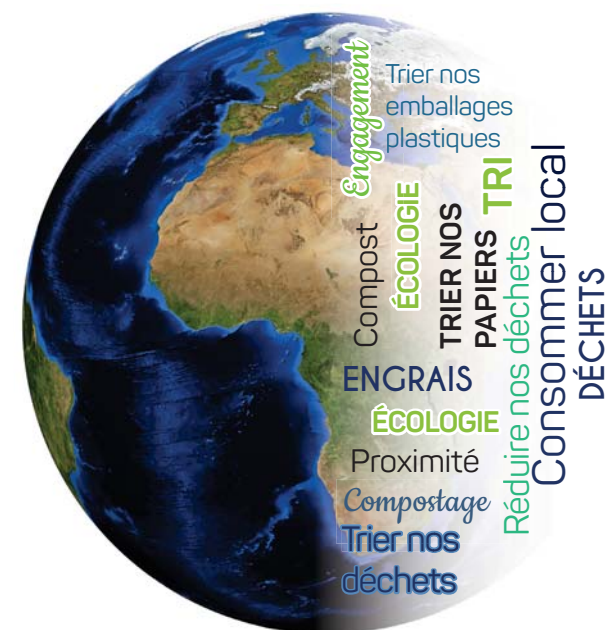 Engagement
Trier nos
emballages
plastiques
TRI
Compost
ÉCOLOGIE
TRIER NOS
PAPIERS
Réduire nos déchets
Consommer local
DÉCHETS
ENGRAIS
ÉCOLOGIE
Proximité
Compostage
Trier nos
déchets